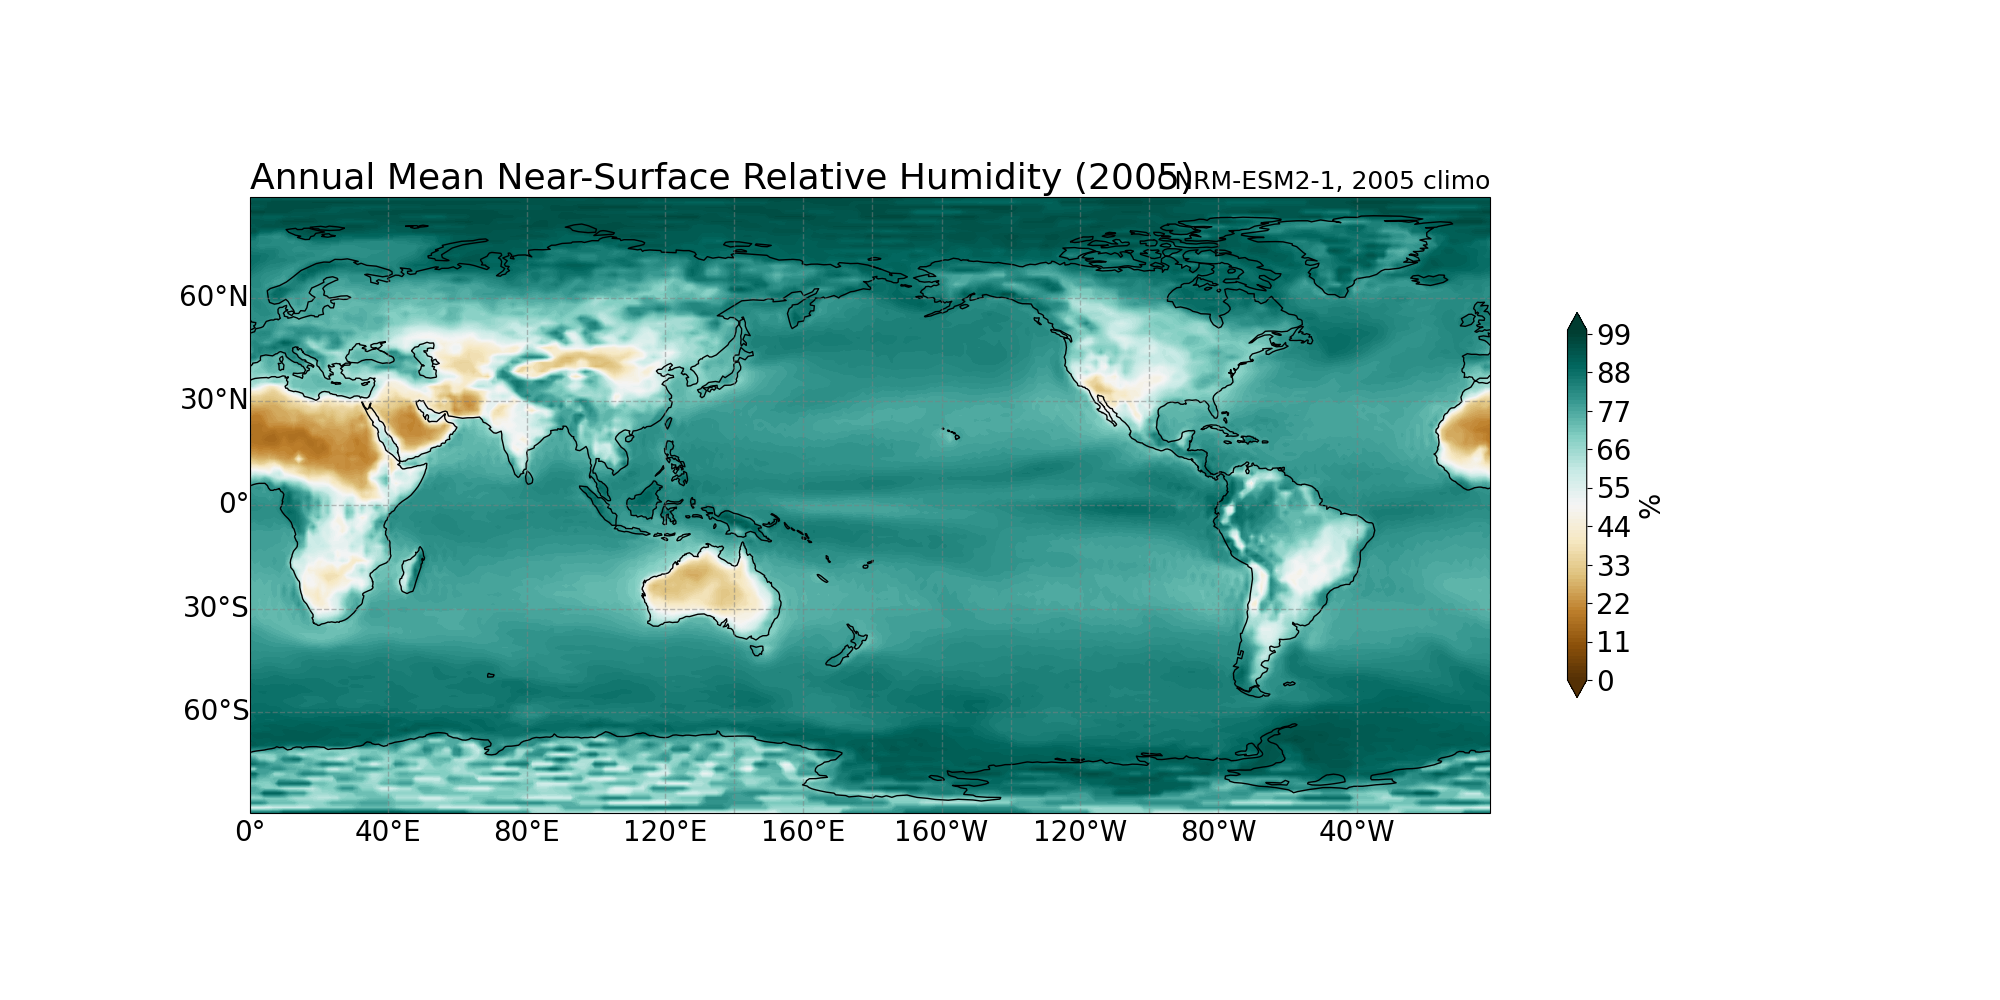 Annual Mean Near-Surface Relative Humidity (2005)
CNRM-ESM2-1, 2005 climo
60°N
30°N
0°
30°S
60°S
0°
40°E
80°E
120°E
160°E
160°W
120°W
80°W
40°W
99
88
77
66
55
44
33
22
11
0
%